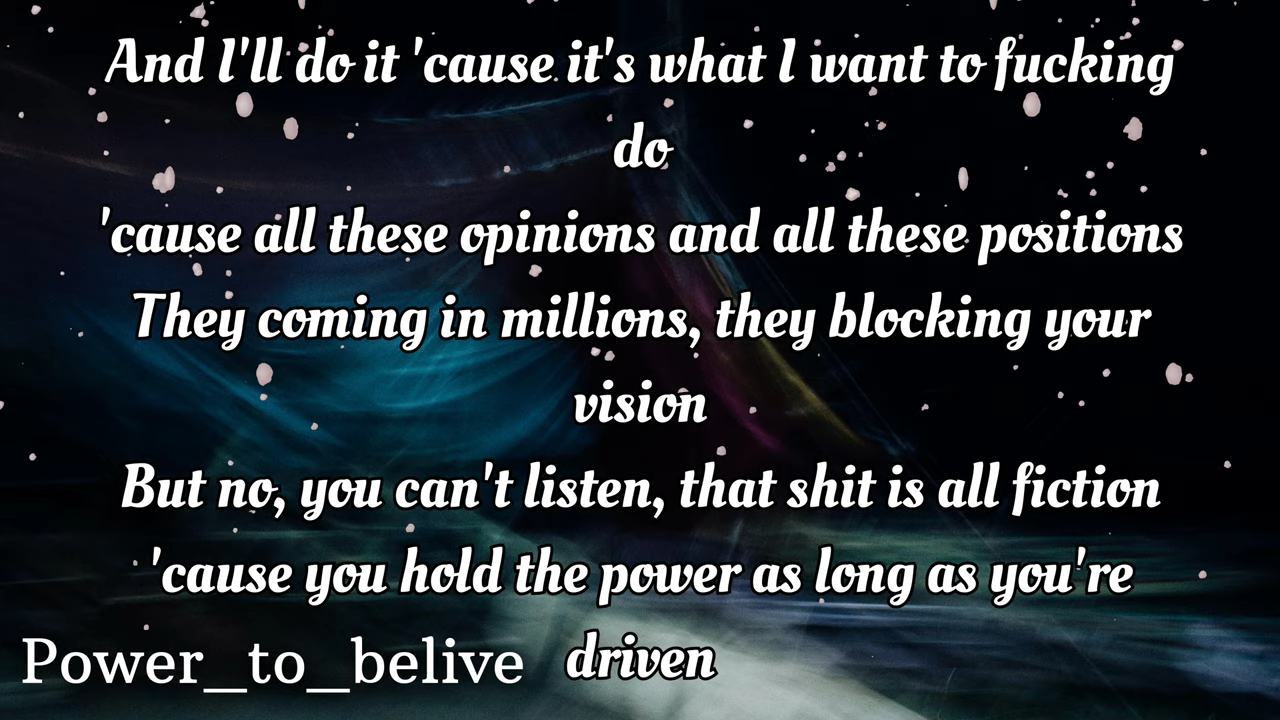 And I'll do it 'cause it's what I want to fucking
do
'cause all these opinions and all these positions
They coming in millions, they blocking your
vision
But no, you can't listen, that shit is all fiction
'cause you hold the power as long as you're
driven
Power_to_belive